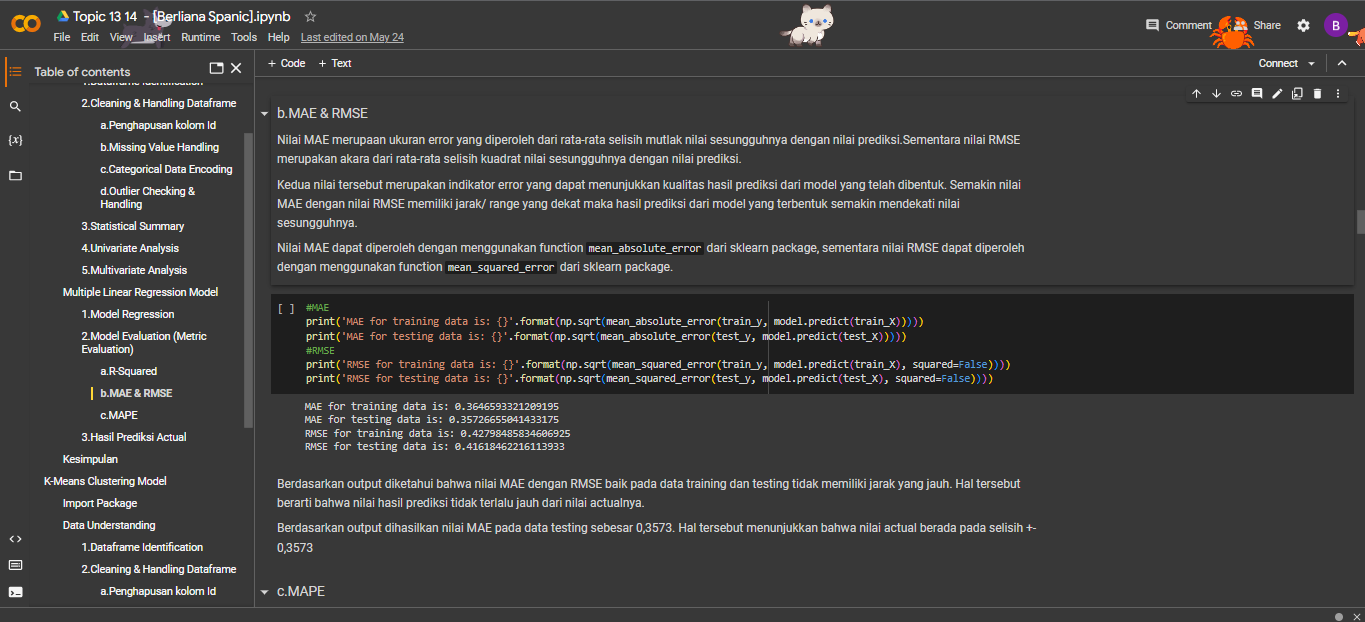 Topic 13 14 - [Berliana Spanic].ipynb
File Edit View Insert Runtime Tools Help Last edited on May 24
Comment Share B
Table of contents
+ Code + Text
Connect
1.Dataframe Identification
2.Cleaning & Handling Dataframe
a.Penghapusan kolom Id
b.Missing Value Handling
c.Categorical Data Encoding
d.Outlier Checking &
Handling
3.Statistical Summary
4.Univariate Analysis
5.Multivariate Analysis
Multiple Linear Regression Model
1.Model Regression
2.Model Evaluation (Metric
Evaluation)
a.R-Squared
b.MAE & RMSE
c.MAPE
3.Hasil Prediksi Actual
Kesimpulan
K-Means Clustering Model
Import Package
Data Understanding
1.Dataframe Identification
2.Cleaning & Handling Dataframe
a.Penghapusan kolom Id
b.MAE & RMSE
Nilai MAE merupaan ukuran error yang diperoleh dari rata-rata selisih mutlak nilai sesungguhnya dengan nilai prediksi.Sementara nilai RMSE
merupakan akara dari rata-rata selisih kuadrat nilai sesungguhnya dengan nilai prediksi.
Kedua nilai tersebut merupakan indikator error yang dapat menunjukkan kualitas hasil prediksi dari model yang telah dibentuk. Semakin nilai
MAE dengan nilai RMSE memiliki jarak/ range yang dekat maka hasil prediksi dari model yang terbentuk semakin mendekati nilai
sesungguhnya.
Nilai MAE dapat diperoleh dengan menggunakan function mean_absolute_error dari sklearn package, sementara nilai RMSE dapat diperoleh
dengan menggunakan function mean_squared_error dari sklearn package.
[ ] #MAE
print('MAE for training data is: {}'.format(np.sqrt(mean_absolute_error(train_y, model.predict(train_X)))))
print('MAE for testing data is: {}'.format(np.sqrt(mean_absolute_error(test_y, model.predict(test_X)))))
#RMSE
print('RMSE for training data is: {}'.format(np.sqrt(mean_squared_error(train_y, model.predict(train_X), squared=False))))
print('RMSE for testing data is: {}'.format(np.sqrt(mean_squared_error(test_y, model.predict(test_X), squared=False))))
MAE for training data is: 0.3646593321209195
MAE for testing data is: 0.35726655041433175
RMSE for training data is: 0.42798485834606925
RMSE for testing data is: 0.41618462216113933
Berdasarkan output diketahui bahwa nilai MAE dengan RMSE baik pada data training dan testing tidak memiliki jarak yang jauh. Hal tersebut
berarti bahwa nilai hasil prediksi tidak terlalu jauh dari nilai actualnya.
Berdasarkan output dihasilkan nilai MAE pada data testing sebesar 0,3573. Hal tersebut menunjukkan bahwa nilai actual berada pada selisih +-
0,3573
c.MAPE